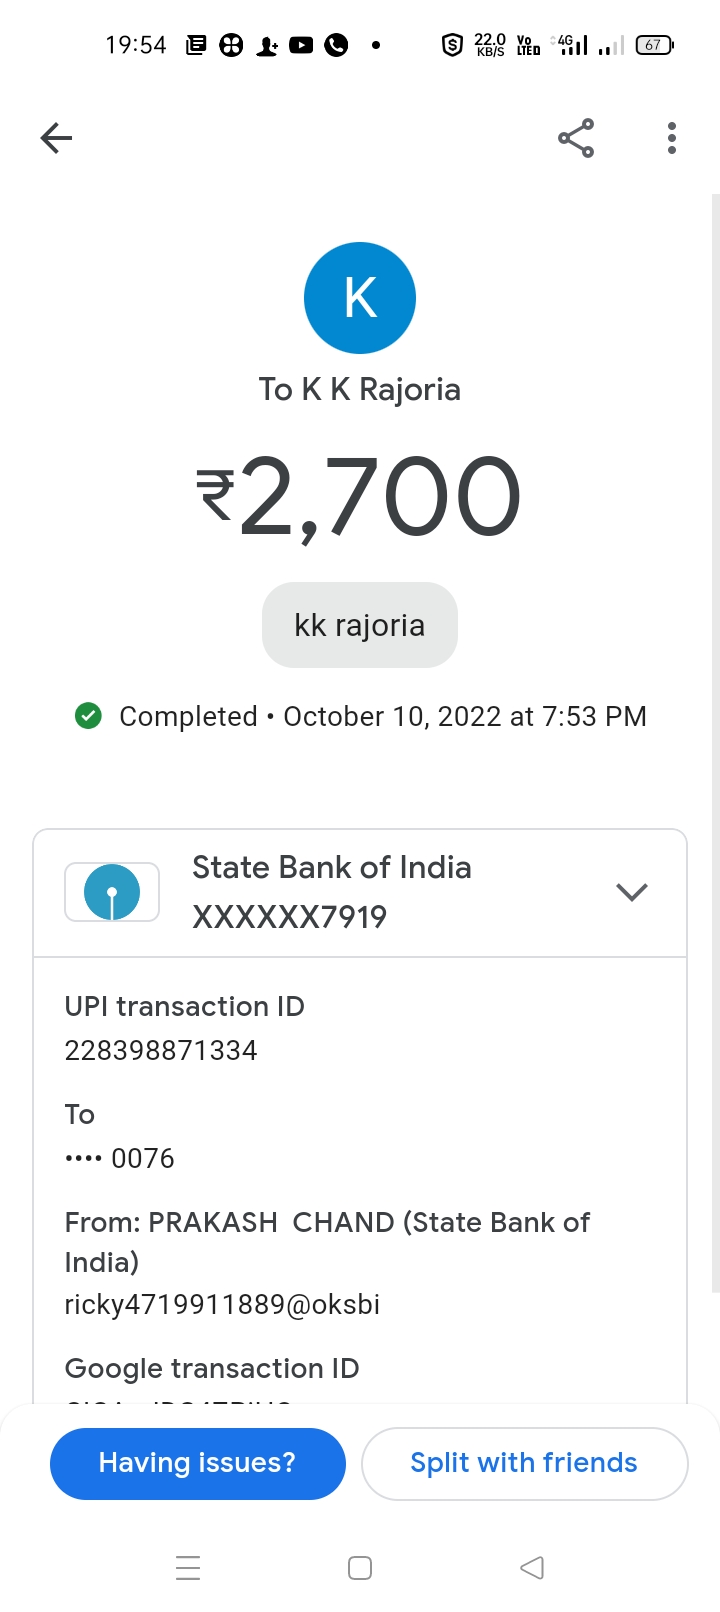 19:54 22.0 KB/S Vo LTE 4G 67
K
To K K Rajoria
₹2,700
kk rajoria
Completed • October 10, 2022 at 7:53 PM
State Bank of India
XXXXXX7919
UPI transaction ID
228398871334
To
•••• 0076
From: PRAKASH CHAND (State Bank of
India)
ricky4719911889@oksbi
Google transaction ID
Having issues? Split with friends